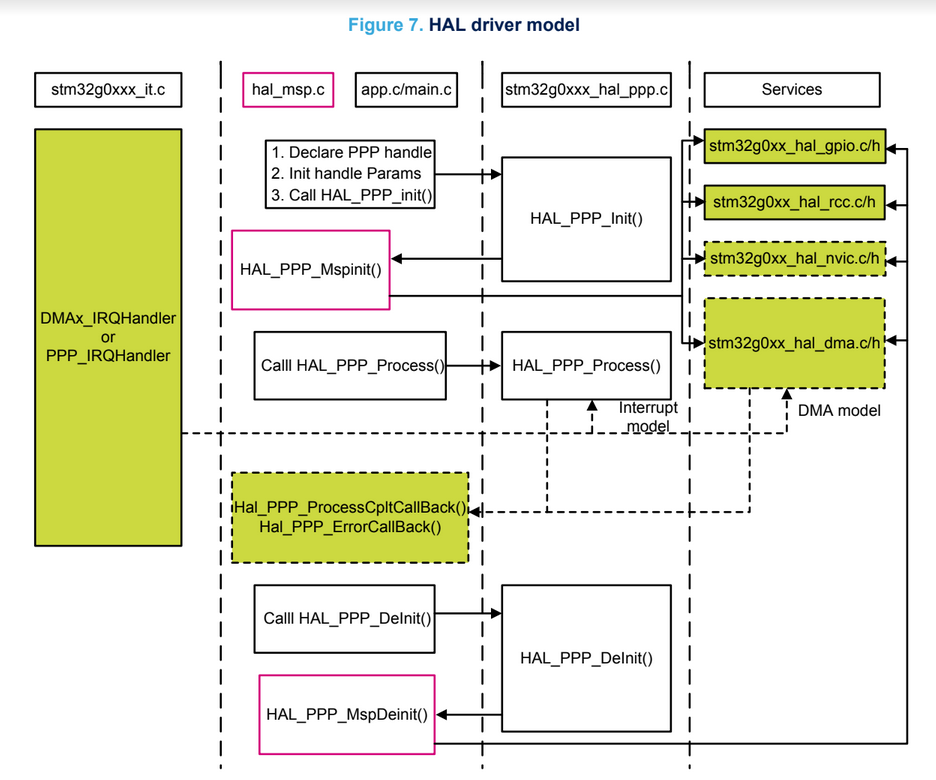 Figure 7. HAL driver model
stm32g0xxx_it.c
hal_msp.c
app.c/main.c
stm32g0xxx_hal_ppp.c
Services
1. Declare PPP handle
2. Init handle Params
3. Call HAL_PPP_init()
HAL_PPP_Init()
stm32g0xx_hal_gpio.c/h
stm32g0xx_hal_rcc.c/h
HAL_PPP_Mspinit()
stm32g0xx_hal_nvic.c/h
DMAx_IRQHandler
or
PPP_IRQHandler
Calll HAL_PPP_Process()
HAL_PPP_Process()
stm32g0xx_hal_dma.c/h
Interrupt
model
DMA model
Hal_PPP_ProcessCpltCallBack()
Hal_PPP_ErrorCallBack()
Calll HAL_PPP_DeInit()
HAL_PPP_DeInit()
HAL_PPP_MspDeinit()